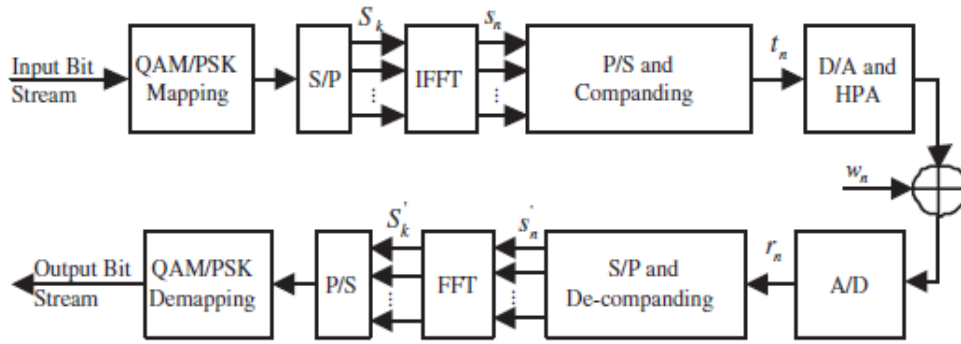 S_k
s_n
Input Bit
Stream
QAM/PSK
Mapping
S/P
⋮
IFFT
⋮
P/S and
Companding
t_n
D/A and
HPA
w_n
S'_k
s'_n
r_n
Output Bit
Stream
QAM/PSK
Demapping
P/S
⋮
FFT
⋮
S/P and
De-companding
A/D